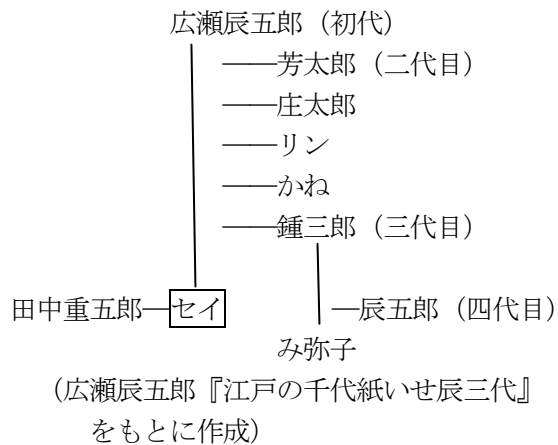 広瀬辰五郎（初代）
芳太郎（二代目）
庄太郎
リン
かね
鍾三郎（三代目）
田中重五郎―セイ　―辰五郎（四代目）
み弥子
（広瀬辰五郎『江戸の千代紙いせ辰三代』
をもとに作成）